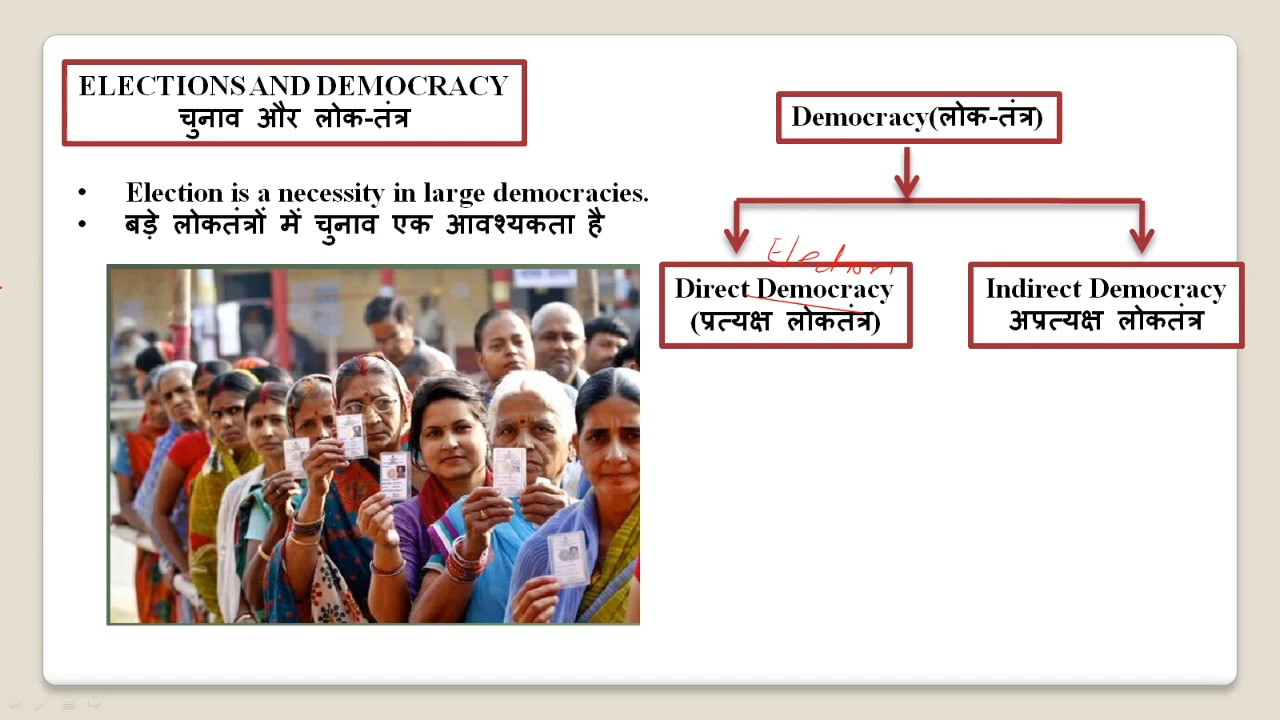 ELECTIONS AND DEMOCRACY
चुनाव और लोक-तंत्र
• Election is a necessity in large democracies.
• बड़े लोकतंत्रों में चुनाव एक आवश्यकता है
Democracy(लोक-तंत्र)
Election
Direct Democracy
(प्रत्यक्ष लोकतंत्र)
Indirect Democracy
अप्रत्यक्ष लोकतंत्र